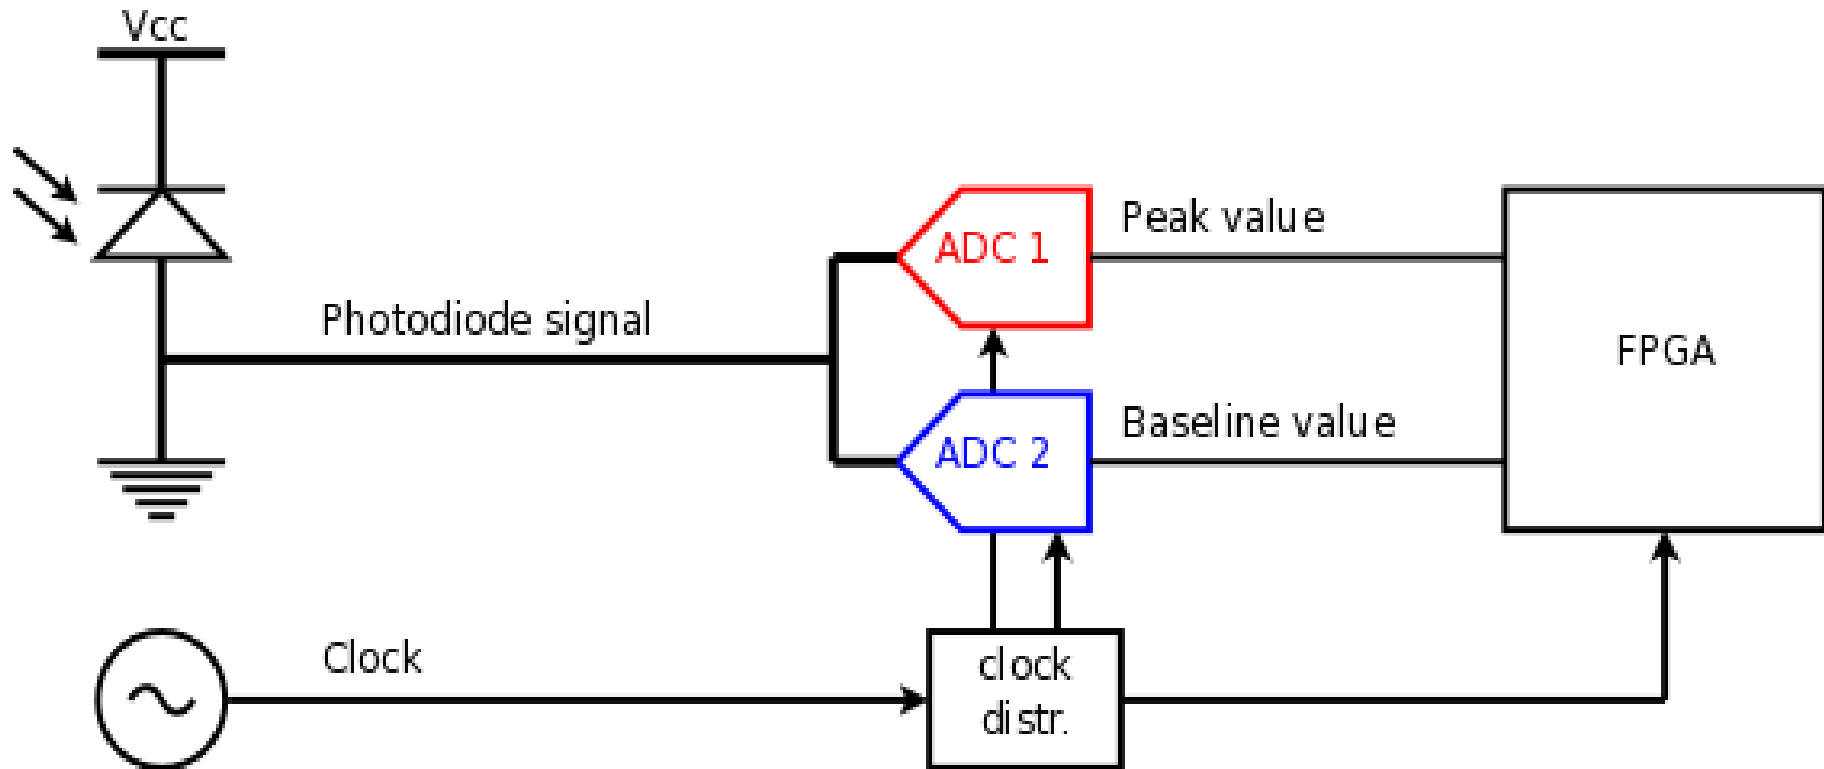 Vcc
Photodiode signal
ADC 1
Peak value
ADC 2
Baseline value
FPGA
Clock
clock
distr.